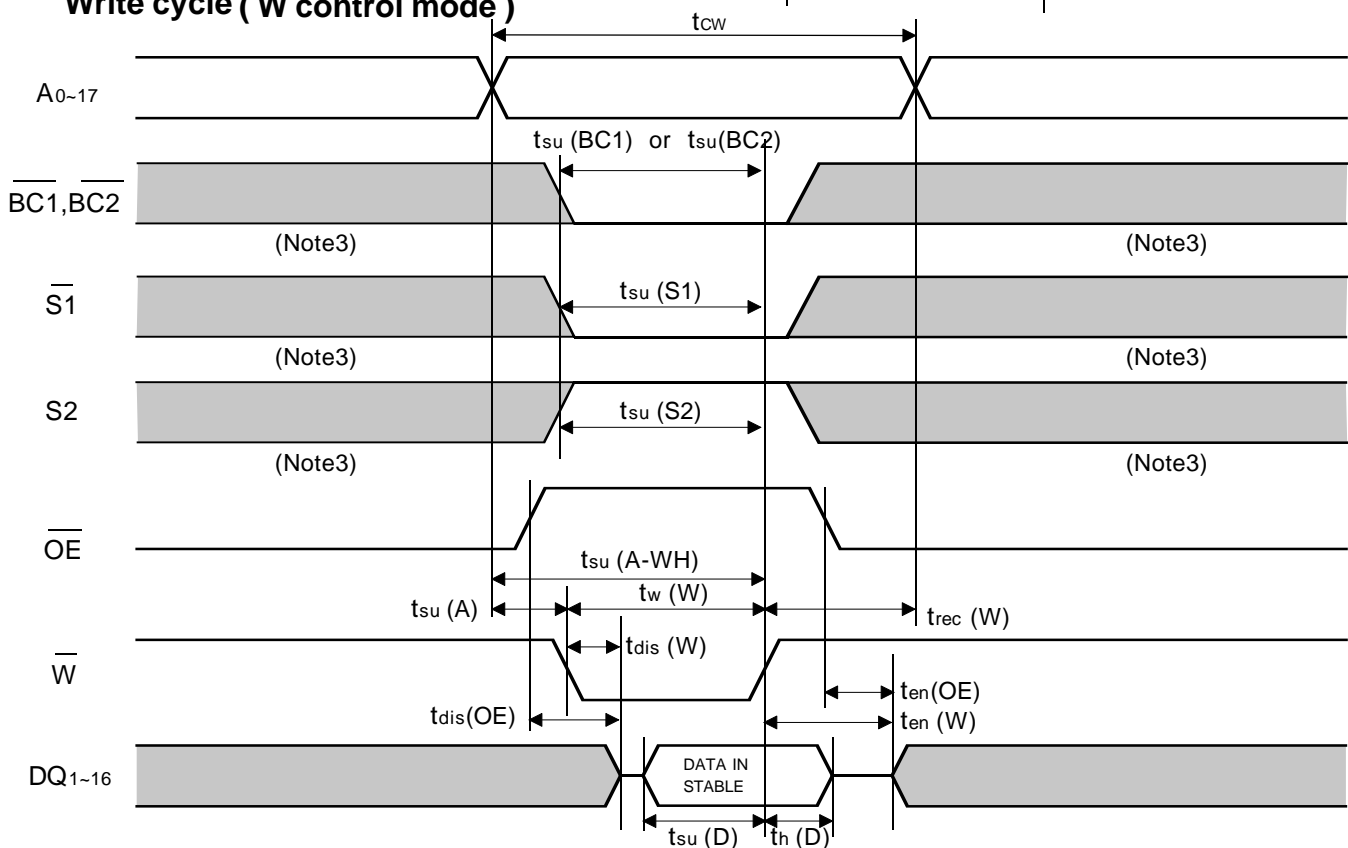 Write cycle ( W control mode )
tCW
A0~17
tsu (BC1) or tsu(BC2)
BC1,BC2
(Note3) (Note3)
S1
tsu (S1)
(Note3) (Note3)
S2
tsu (S2)
(Note3) (Note3)
OE
tsu (A-WH)
tsu (A) tw (W) trec (W)
W
tdis (W)
ten(OE)
tdis(OE) ten (W)
DQ1~16
DATA IN
STABLE
tsu (D) th (D)